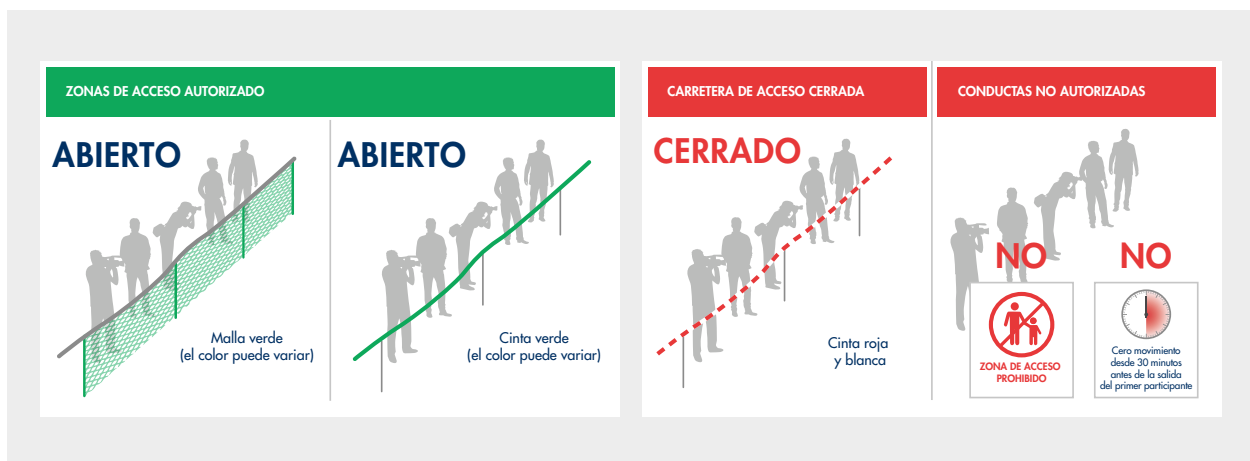 ZONAS DE ACCESO AUTORIZADO
ABIERTO
Malla verde
(el color puede variar)
ABIERTO
Cinta verde
(el color puede variar)
CARRETERA DE ACCESO CERRADA
CERRADO
Cinta roja
y blanca
CONDUCTAS NO AUTORIZADAS
NO
ZONA DE ACCESO
PROHIBIDO
NO
Cero movimiento
desde 30 minutos
antes de la salida
del primer participante